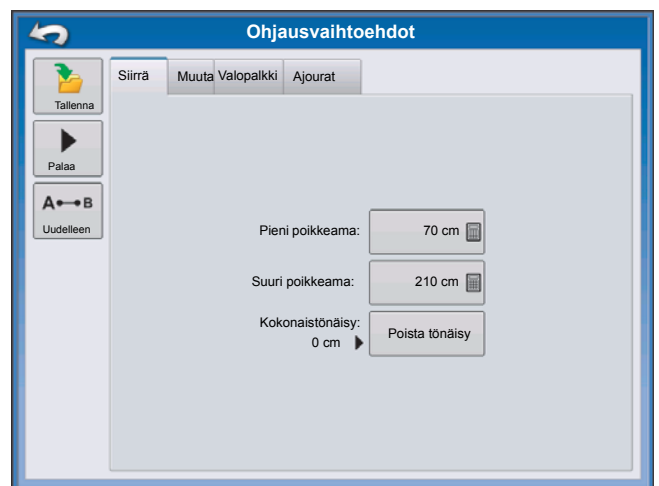 Ohjausvaihtoehdot
Tallenna
Palaa
A B
Uudelleen
Siirrä Muuta Valopalkki Ajourat
Pieni poikkeama: 70 cm
Suuri poikkeama: 210 cm
Kokonaistönäisy:
0 cm Poista tönäisy